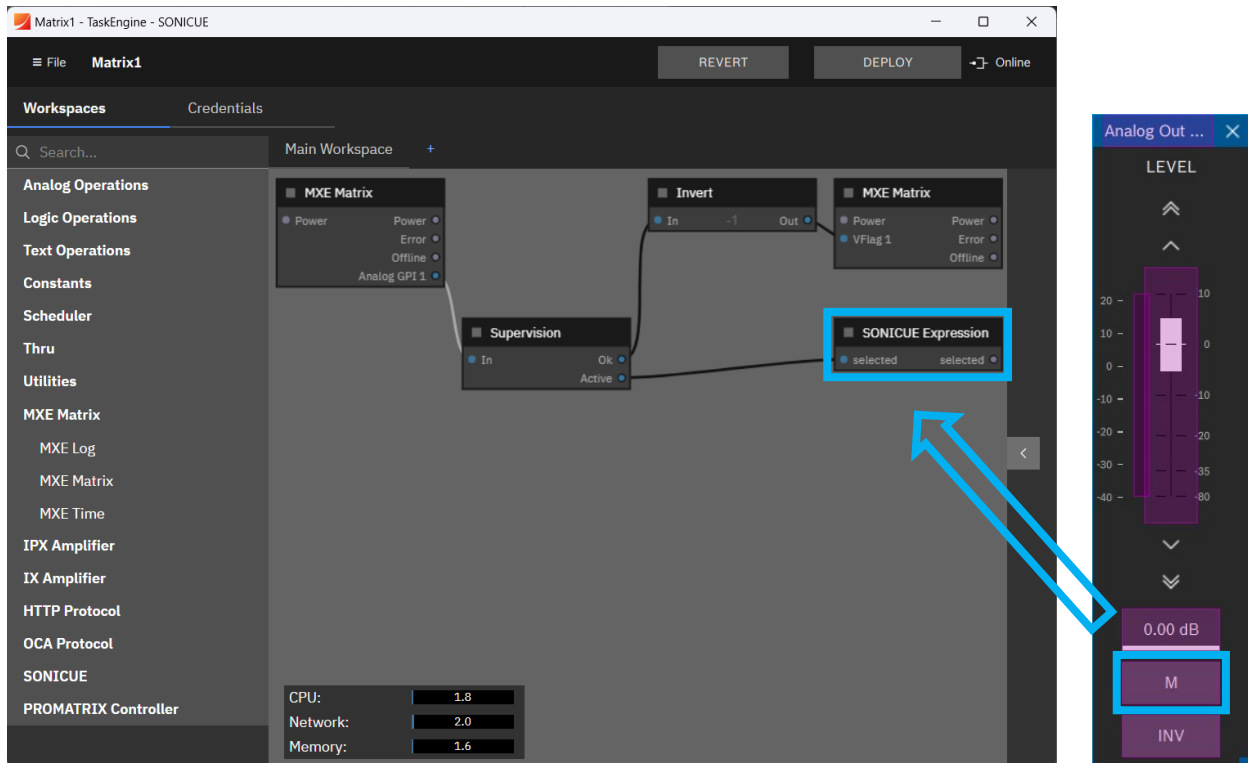 Matrix1 - TaskEngine - SONICUE
≡ File Matrix1 REVERT DEPLOY Online
Workspaces Credentials
Search...
Main Workspace +
Analog Operations
Logic Operations
Text Operations
Constants
Scheduler
Thru
Utilities
MXE Matrix
MXE Log
MXE Matrix
MXE Time
IPX Amplifier
IX Amplifier
HTTP Protocol
OCA Protocol
SONICUE
PROMATRIX Controller
MXE Matrix
Power Power
Error
Offline
Analog GPI 1
Supervision
In Ok
Active
Invert
In -1 Out
MXE Matrix
Power Power
VFlag 1 Error
Offline
SONICUE Expression
selected selected
CPU: 1.8
Network: 2.0
Memory: 1.6
Analog Out ...
LEVEL
20 10
10 0
0
-10 -10
-20 -20
-30 -35
-40 -80
0.00 dB
M
INV